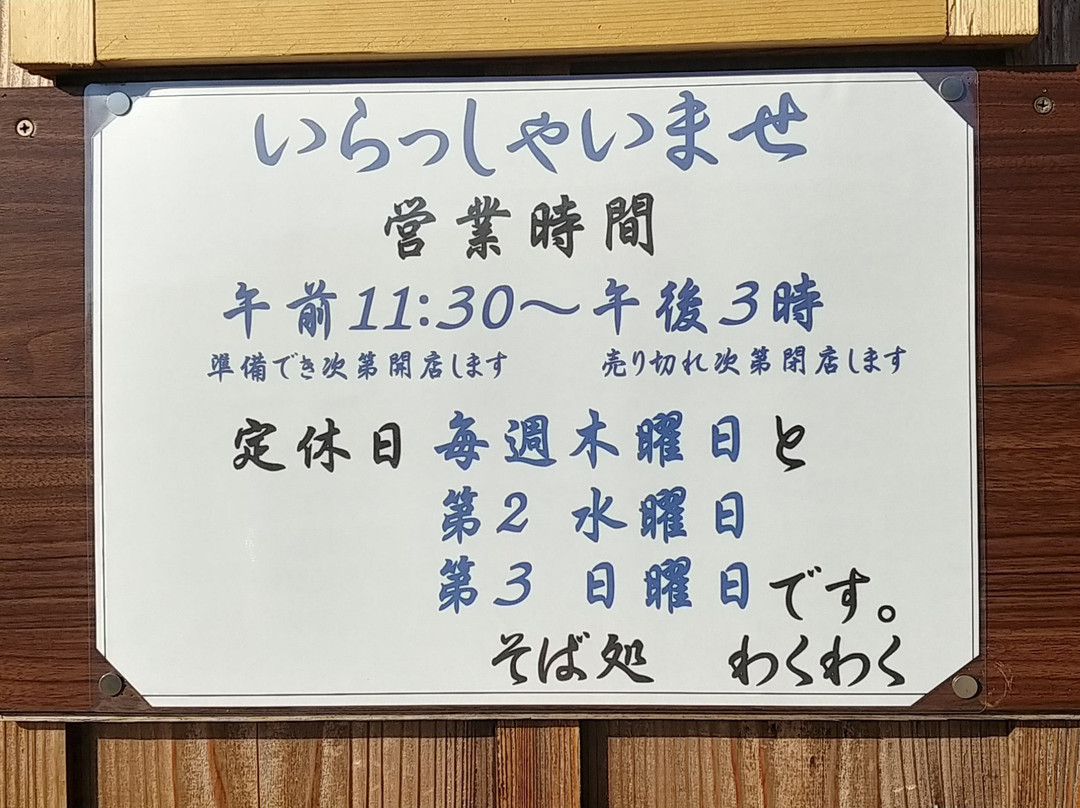 いらっしゃいませ
営業時間
午前11:30～午後3時
準備でき次第開店します 売り切れ次第閉店します
定休日 毎週木曜日と
第2 水曜日
第3 日曜日です。
そば処 わくわく